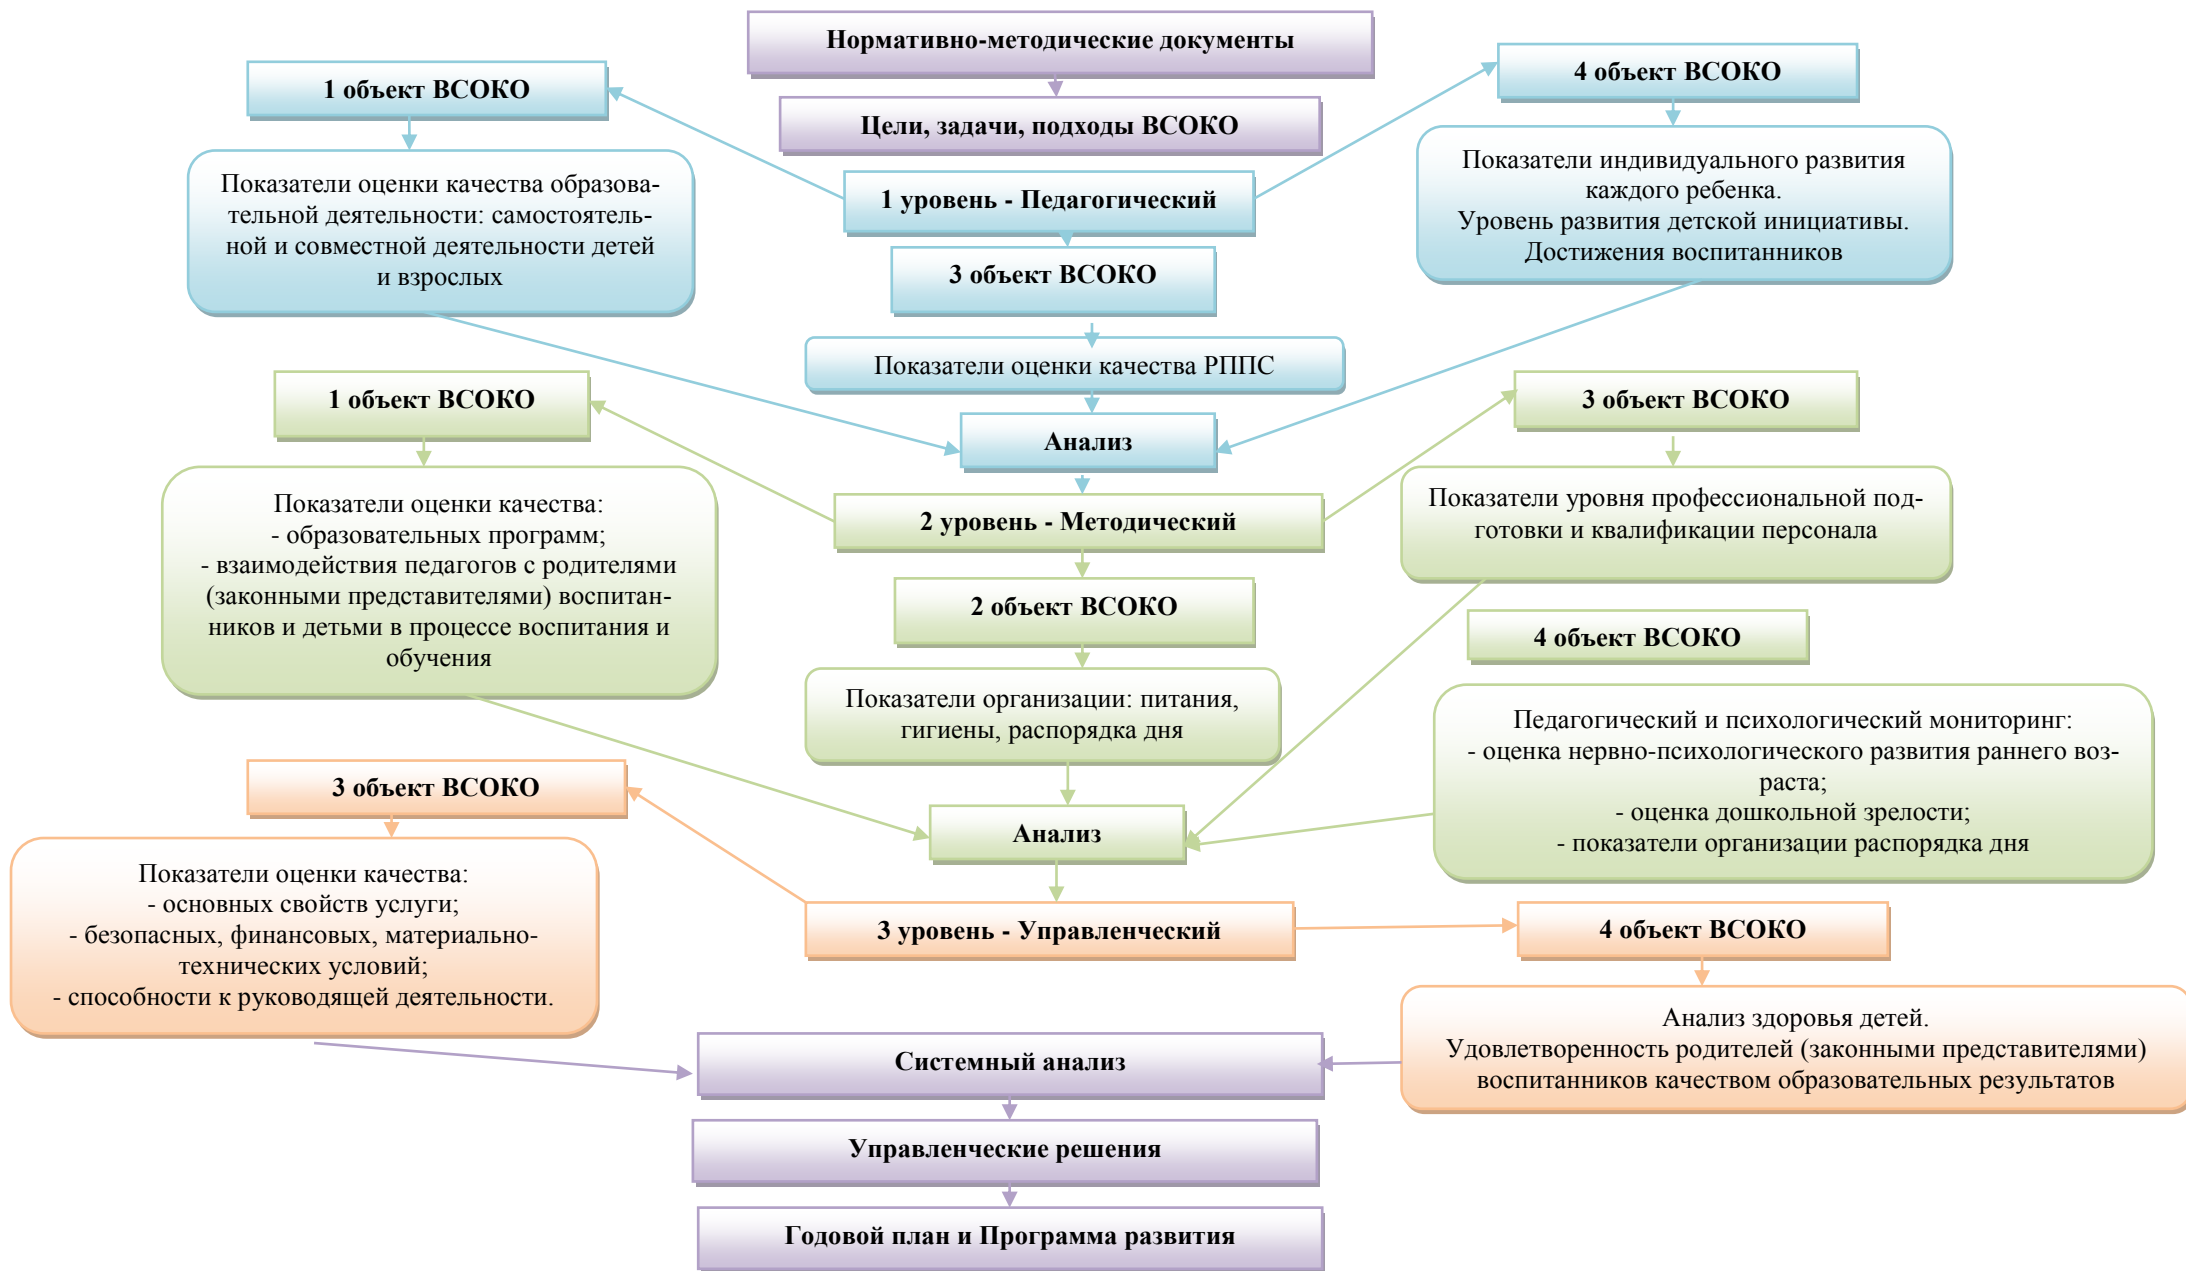 Нормативно-методические документы
Цели, задачи, подходы ВСОКО
1 уровень - Педагогический
1 объект ВСОКО
Показатели оценки качества образова-
тельной деятельности: самостоятель-
ной и совместной деятельности детей
и взрослых
3 объект ВСОКО
Показатели оценки качества РППС
4 объект ВСОКО
Показатели индивидуального развития
каждого ребенка.
Уровень развития детской инициативы.
Достижения воспитанников
Анализ
2 уровень - Методический
1 объект ВСОКО
Показатели оценки качества:
- образовательных программ;
- взаимодействия педагогов с родителями
(законными представителями) воспитан-
ников и детьми в процессе воспитания и
обучения
2 объект ВСОКО
Показатели организации: питания,
гигиены, распорядка дня
3 объект ВСОКО
Показатели уровня профессиональной под-
готовки и квалификации персонала
4 объект ВСОКО
Педагогический и психологический мониторинг:
- оценка нервно-психологического развития раннего воз-
раста;
- оценка дошкольной зрелости;
- показатели организации распорядка дня
Анализ
3 уровень - Управленческий
3 объект ВСОКО
Показатели оценки качества:
- основных свойств услуги;
- безопасных, финансовых, материально-
технических условий;
- способности к руководящей деятельности.
4 объект ВСОКО
Анализ здоровья детей.
Удовлетворенность родителей (законными представителями)
воспитанников качеством образовательных результатов
Системный анализ
Управленческие решения
Годовой план и Программа развития